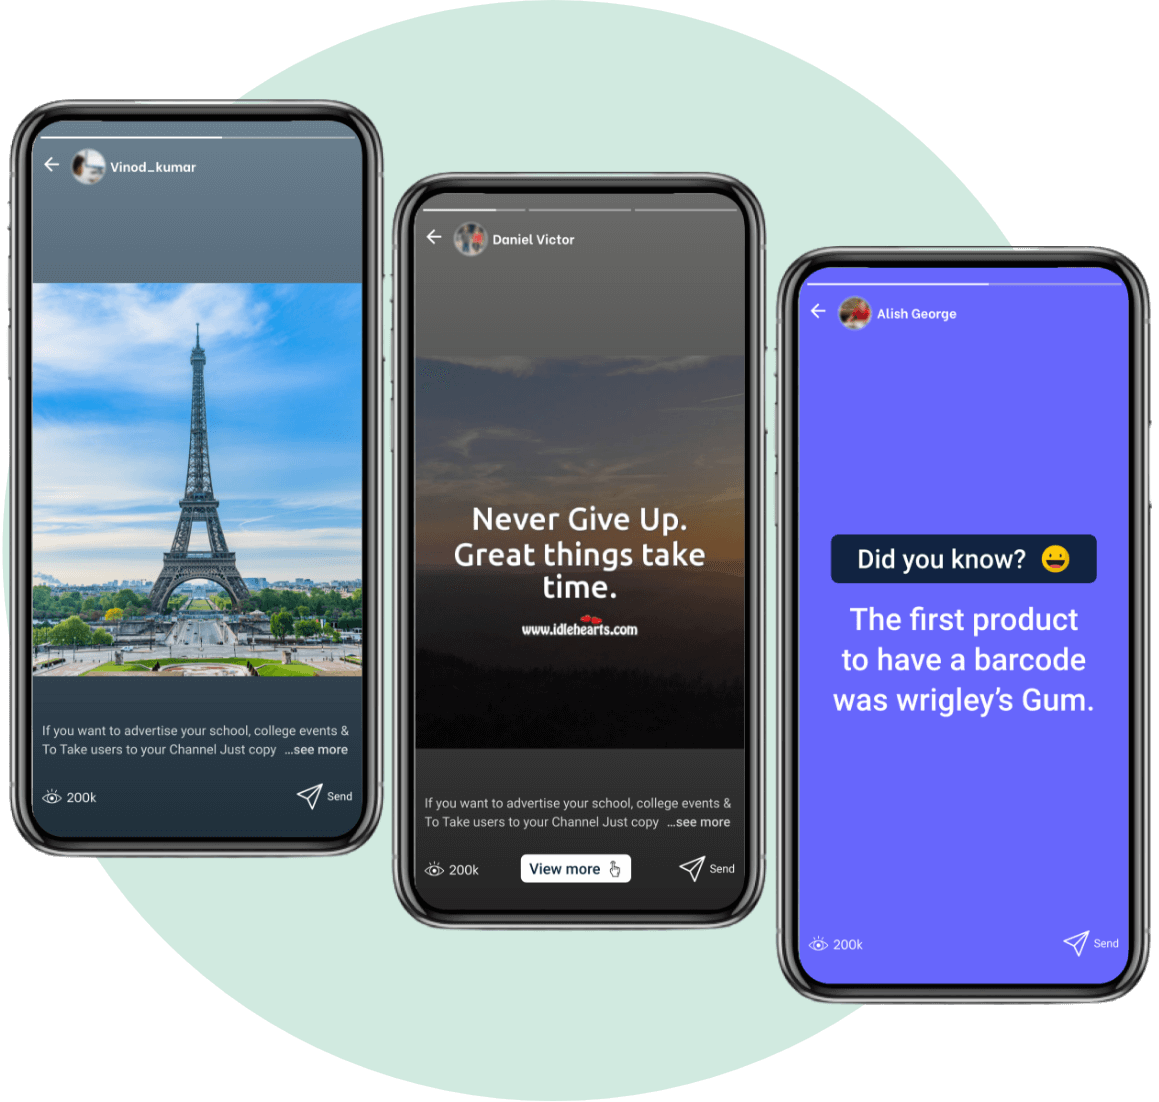 Vinod_kumar
If you want to advertise your school, college events &
To Take users to your Channel Just copy ...see more
200k
Send
Daniel Victor
Never Give Up.
Great things take
time.
www.idlehearts.com
If you want to advertise your school, college events &
To Take users to your Channel Just copy ...see more
200k
View more
Send
Alish George
Did you know? 😀
The first product
to have a barcode
was wrigley's Gum.
200k
Send